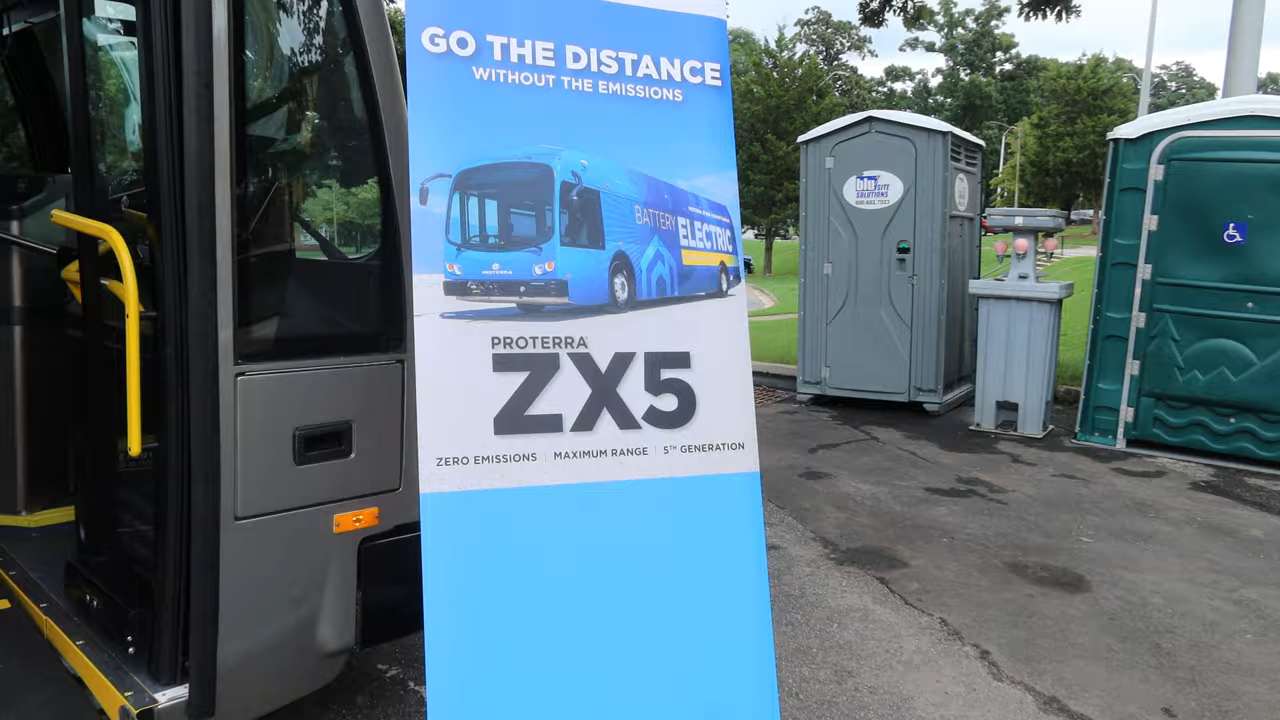 GO THE DISTANCE
WITHOUT THE EMISSIONS
BATTERY
ELECTRIC
PROTERRA
PROTERRA
ZX5
ZERO EMISSIONS | MAXIMUM RANGE | 5TH GENERATION
SITE
SOLUTIONS